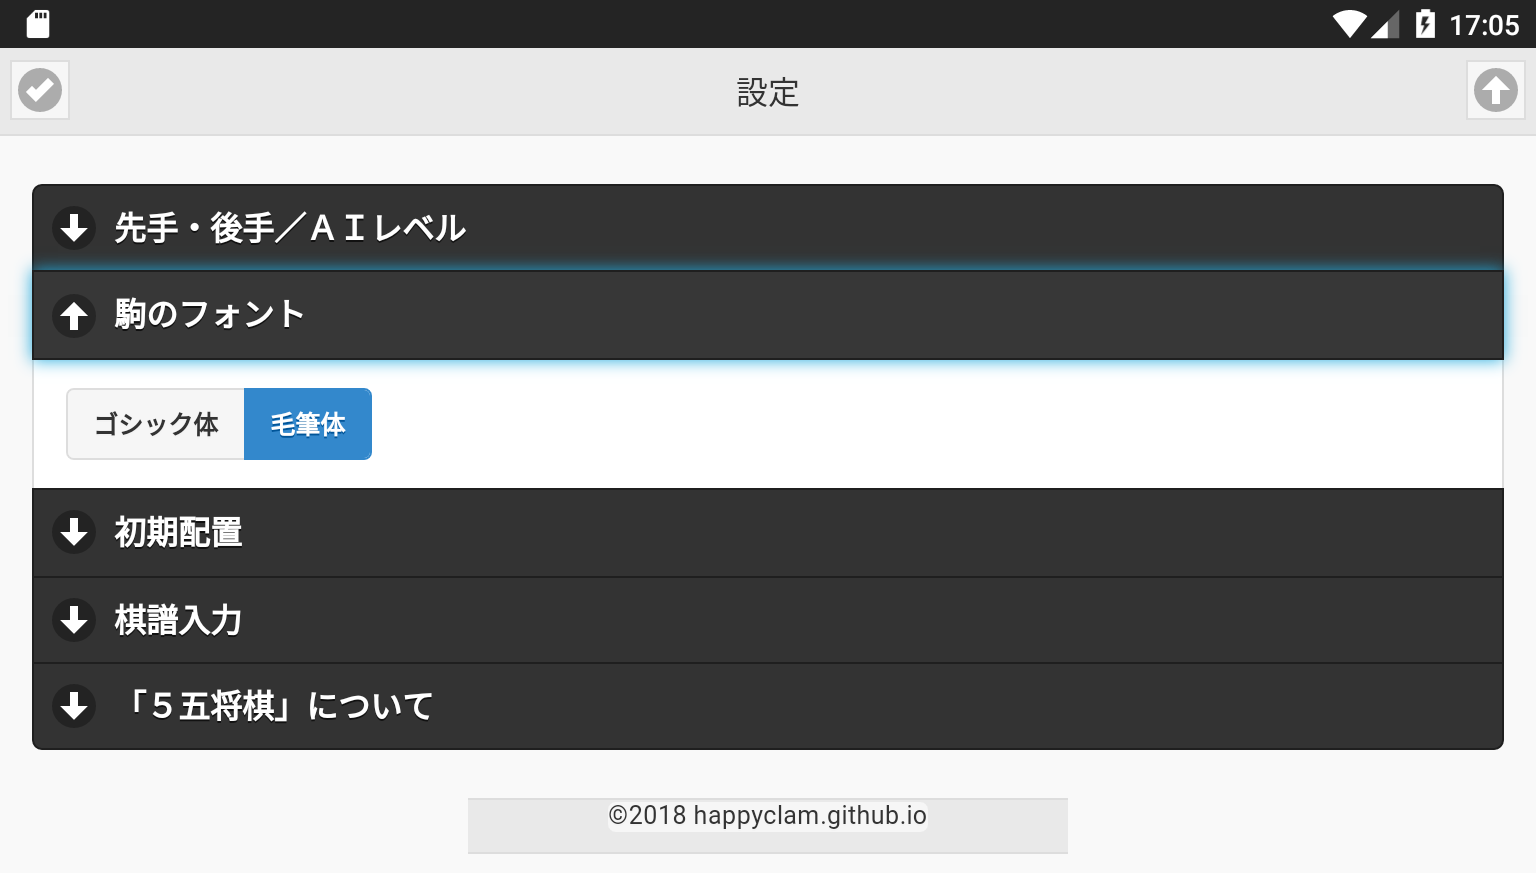 17:05
設定
先手・後手／ＡＩレベル
駒のフォント
ゴシック体 毛筆体
初期配置
棋譜入力
「５五将棋」について
©2018 happyclam.github.io